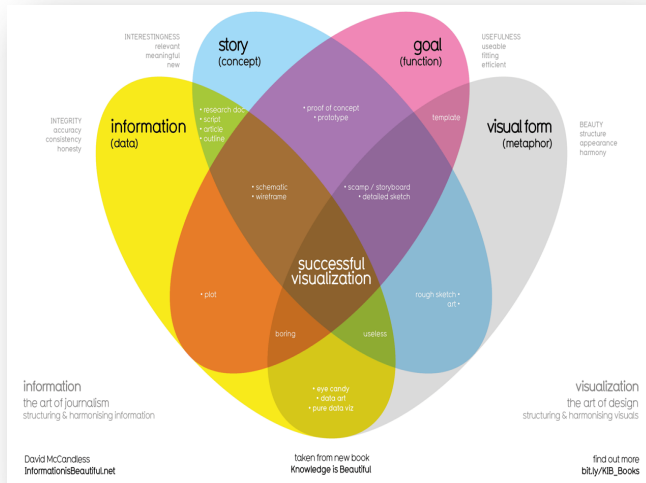 INTERESTINGNESS
relevant
meaningful
new
story
(concept)
goal
(function)
USEFULNESS
useable
fitting
efficient
INTEGRITY
accuracy
consistency
honesty
information
(data)
• research doc
• script
• article
• outline
• proof of concept
• prototype
template
visual form
(metaphor)
BEAUTY
structure
appearance
harmony
• schematic
• wireframe
• scamp / storyboard
• detailed sketch
successful
visualization
• plot
rough sketch •
art •
boring
useless
• eye candy
• data art
• pure data viz
information
the art of journalism
structuring & harmonising information
visualization
the art of design
structuring & harmonising visuals
David McCandless
InformationisBeautiful.net
taken from new book
Knowledge is Beautiful
find out more
bit.ly/KIB_Books